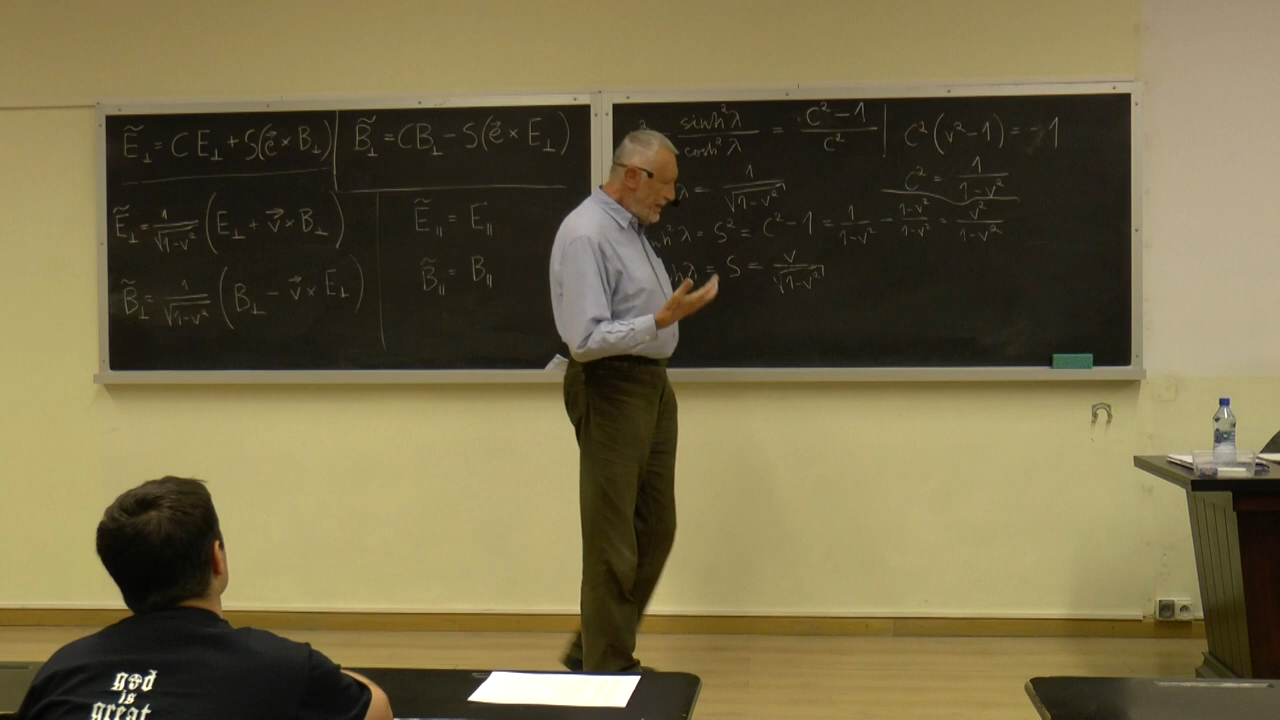 Ẽ⊥ = C E⊥ + S(e⃗ × B⊥)
B̃⊥ = CB⊥ − S(e⃗ × E⊥)
Ẽ⊥ = 1/√(1−v²) (E⊥ + v⃗ × B⊥)
B̃⊥ = 1/√(1−v²) (B⊥ − v⃗ × E⊥)
Ẽ∥ = E∥
B̃∥ = B∥
sinh²λ/cosh²λ = C²−1/C²
C²(v²−1) = −1
C² = 1/1−v²
λ = 1/√(1−v²)
λ = S² = C²−1 = 1/1−v² − 1−v²/1−v² = v²/1−v²
λ = S = v/√(1−v²)
god
is
great